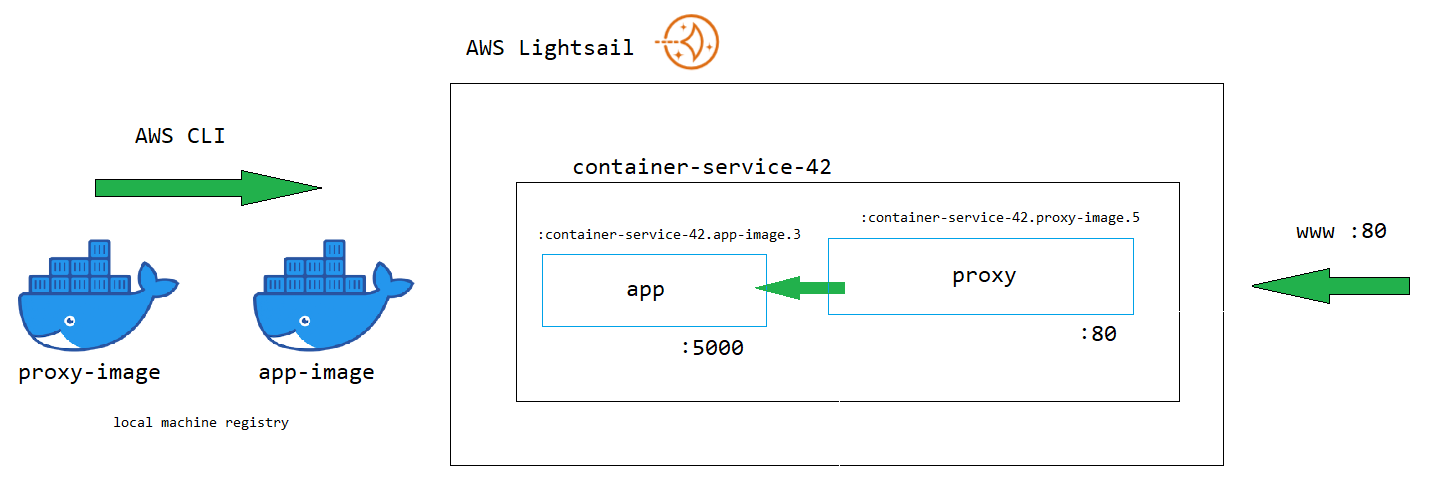 AWS Lightsail
AWS CLI
container-service-42
:container-service-42.proxy-image.5
:container-service-42.app-image.3
www :80
app
proxy
:5000
:80
proxy-image
app-image
local machine registry